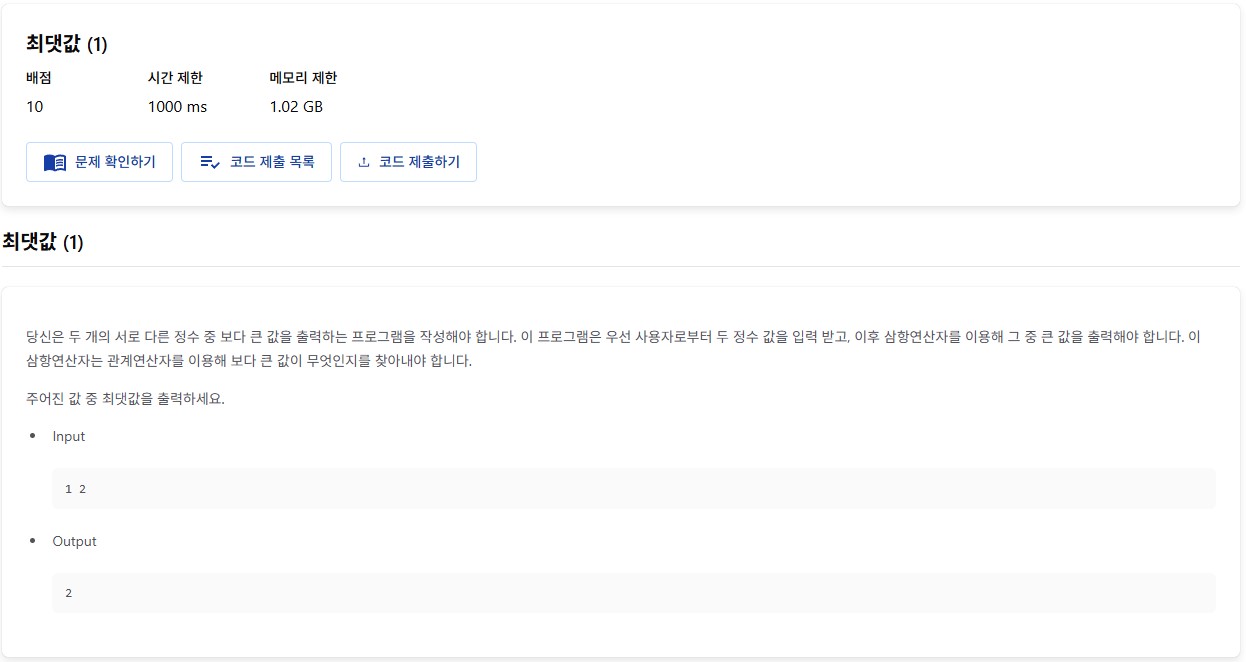 최댓값 (1)
배점 시간 제한 메모리 제한
10 1000 ms 1.02 GB
문제 확인하기 코드 제출 목록 코드 제출하기
최댓값 (1)
당신은 두 개의 서로 다른 정수 중 보다 큰 값을 출력하는 프로그램을 작성해야 합니다. 이 프로그램은 우선 사용자로부터 두 정수 값을 입력 받고, 이후 삼항연산자를 이용해 그 중 큰 값을 출력해야 합니다. 이
삼항연산자는 관계연산자를 이용해 보다 큰 값이 무엇인지를 찾아내야 합니다.
주어진 값 중 최댓값을 출력하세요.
Input
1 2
Output
2